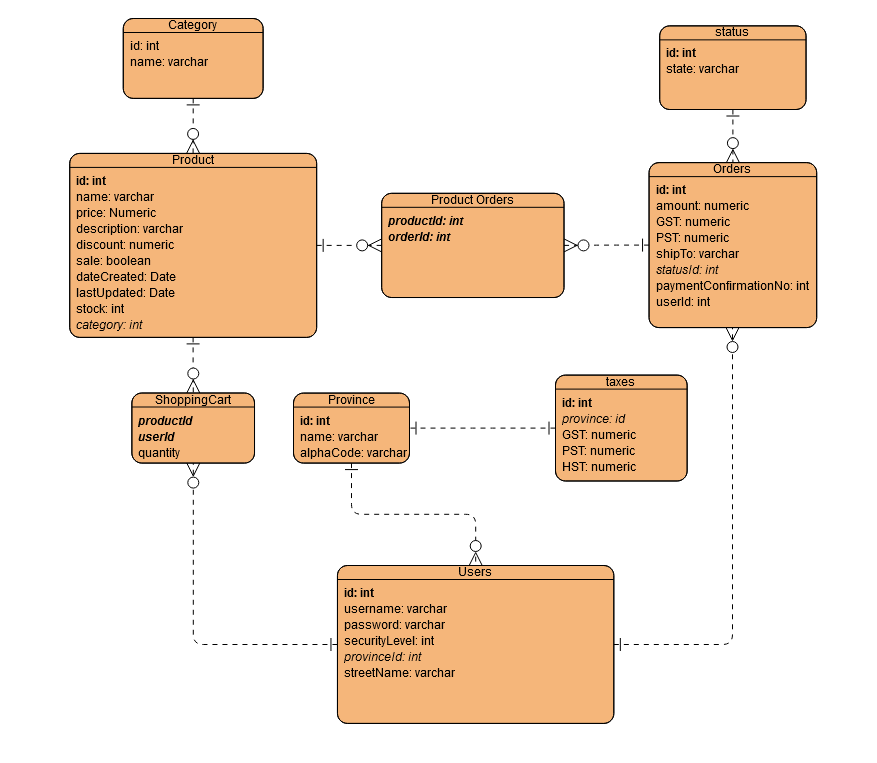 Category
id: int
name: varchar
status
id: int
state: varchar
Product
id: int
name: varchar
price: Numeric
description: varchar
discount: numeric
sale: boolean
dateCreated: Date
lastUpdated: Date
stock: int
category: int
Product Orders
productId: int
orderId: int
Orders
id: int
amount: numeric
GST: numeric
PST: numeric
shipTo: varchar
statusId: int
paymentConfirmationNo: int
userId: int
ShoppingCart
productId
userId
quantity
Province
id: int
name: varchar
alphaCode: varchar
taxes
id: int
province: id
GST: numeric
PST: numeric
HST: numeric
Users
id: int
username: varchar
password: varchar
securityLevel: int
provinceId: int
streetName: varchar